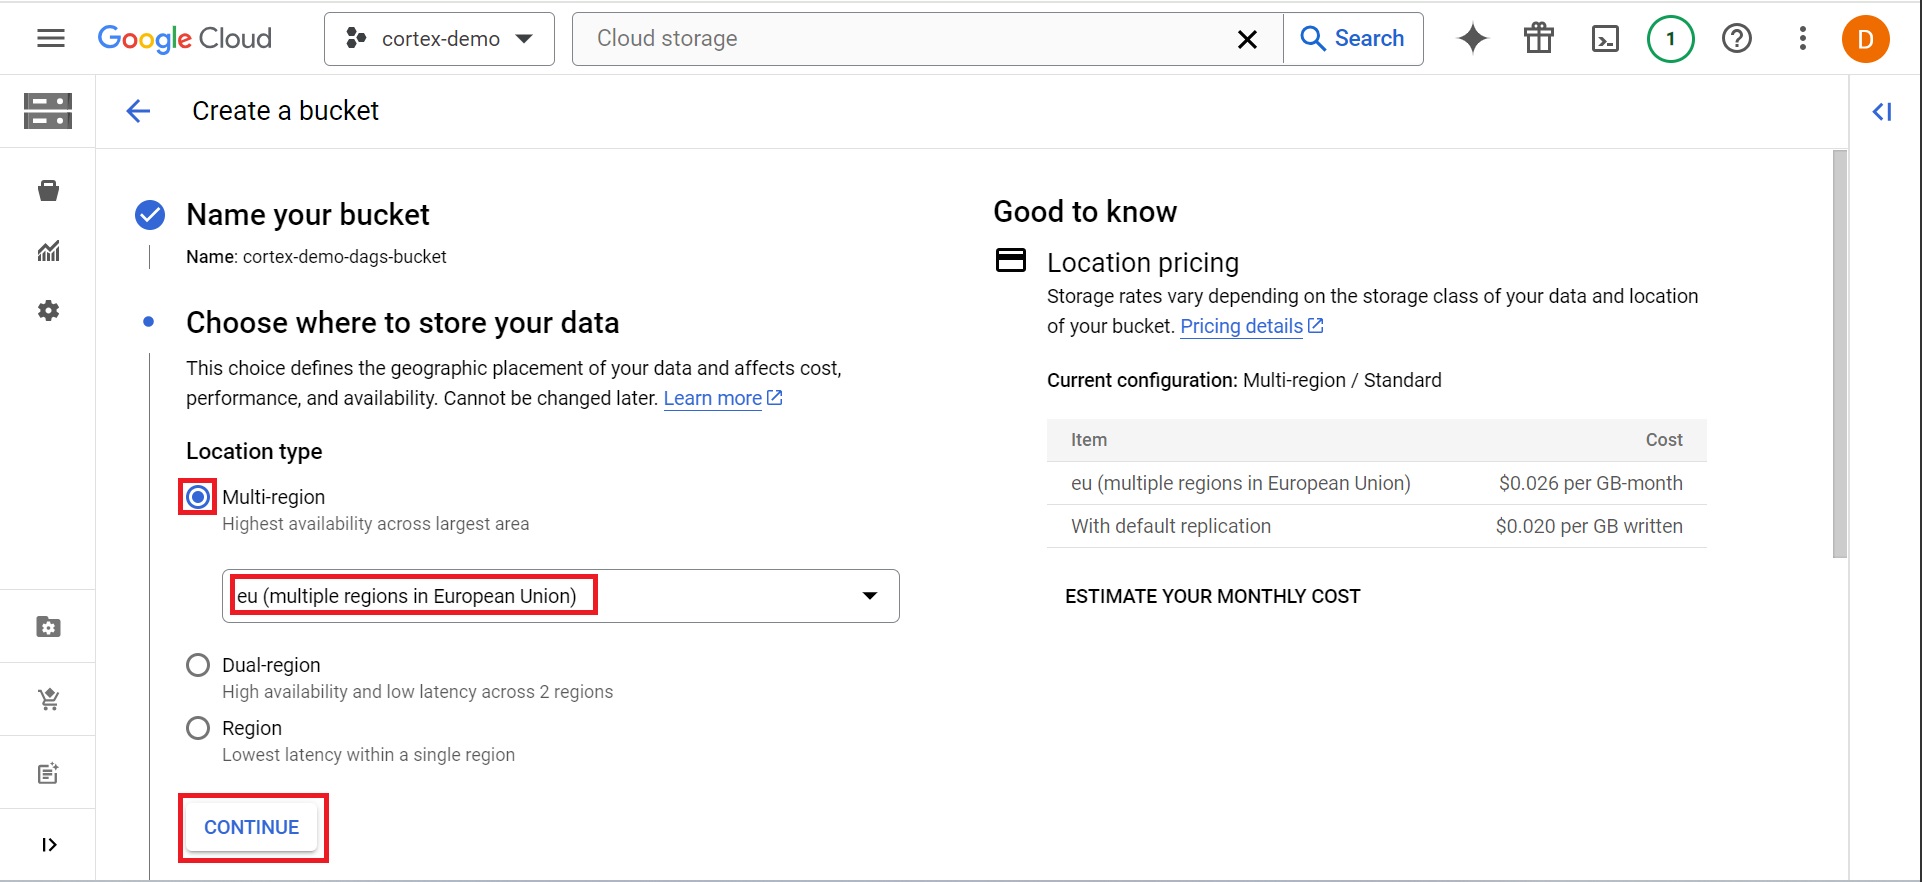 Google Cloud
cortex-demo
Cloud storage
Search
1
D
Create a bucket
Name your bucket
Name: cortex-demo-dags-bucket
Choose where to store your data
This choice defines the geographic placement of your data and affects cost,
performance, and availability. Cannot be changed later. Learn more
Location type
Multi-region
Highest availability across largest area
eu (multiple regions in European Union)
Dual-region
High availability and low latency across 2 regions
Region
Lowest latency within a single region
CONTINUE
Good to know
Location pricing
Storage rates vary depending on the storage class of your data and location
of your bucket. Pricing details
Current configuration: Multi-region / Standard
Item Cost
eu (multiple regions in European Union) $0.026 per GB-month
With default replication $0.020 per GB written
ESTIMATE YOUR MONTHLY COST